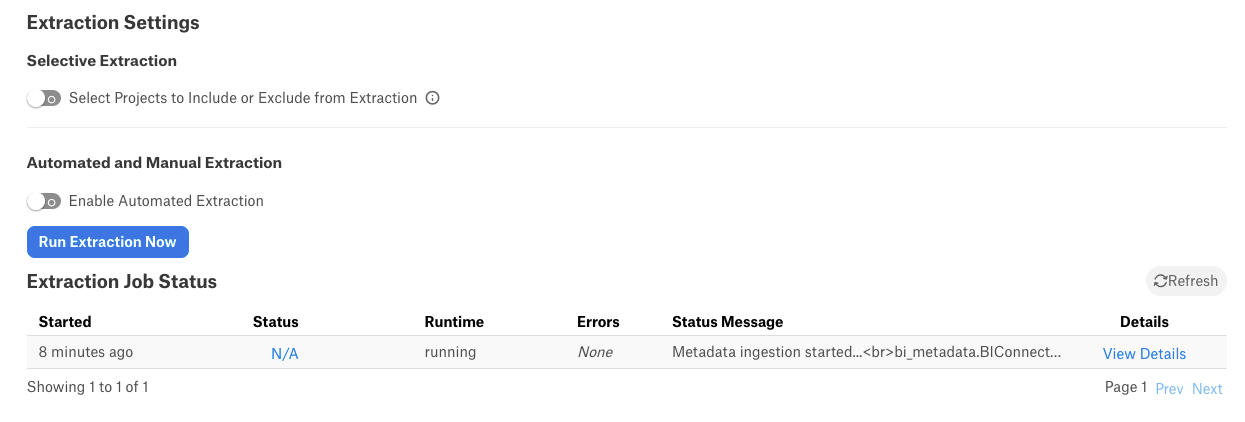 Extraction Settings
Selective Extraction
Select Projects to Include or Exclude from Extraction
Automated and Manual Extraction
Enable Automated Extraction
Run Extraction Now
Extraction Job Status
Refresh
Started Status Runtime Errors Status Message Details
8 minutes ago N/A running None Metadata ingestion started...<br>bi_metadata.BIConnect... View Details
Showing 1 to 1 of 1 Page 1 Prev Next